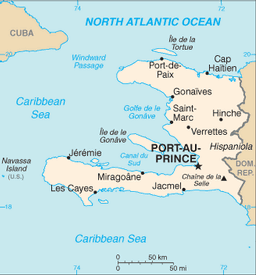 74
72
NORTH ATLANTIC OCEAN
CUBA
Île de la
Tortue
Windward
Passage
Port-de-
Paix
Cap
Haïtien
20
Gonaïves
Caribbean
Sea
Golfe de la
Gonâve
Saint-
Marc
Hinche
Verrettes
Île de la
Gonâve
Hispaniola
PORT-AU-
PRINCE
Navassa
Island
(U.S.)
Jérémie
Canal du
Sud
DOM.
REP.
Miragoâne
Chaîne de la
Selle
Les Cayes
Jacmel
18
18
Caribbean Sea
0
50 km
0
50 mi
74
72